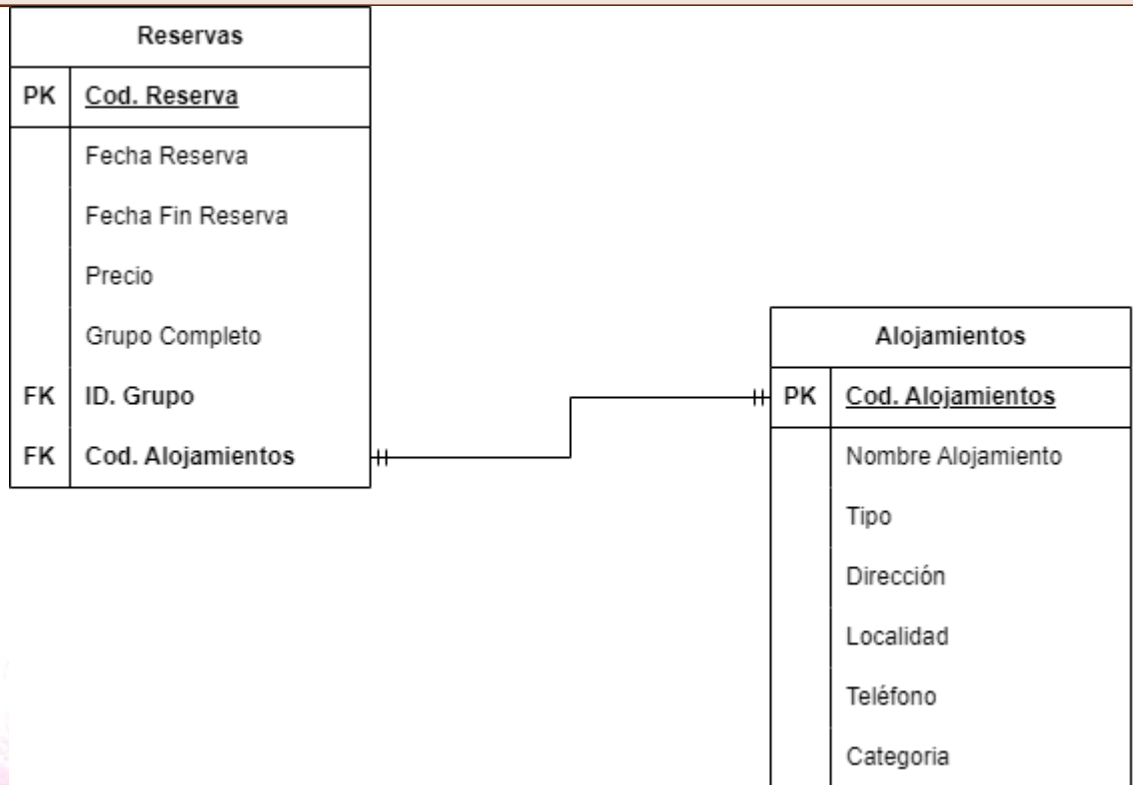 Reservas
PK Cod. Reserva
Fecha Reserva
Fecha Fin Reserva
Precio
Grupo Completo
FK ID. Grupo
FK Cod. Alojamientos
Alojamientos
PK Cod. Alojamientos
Nombre Alojamiento
Tipo
Dirección
Localidad
Teléfono
Categoria